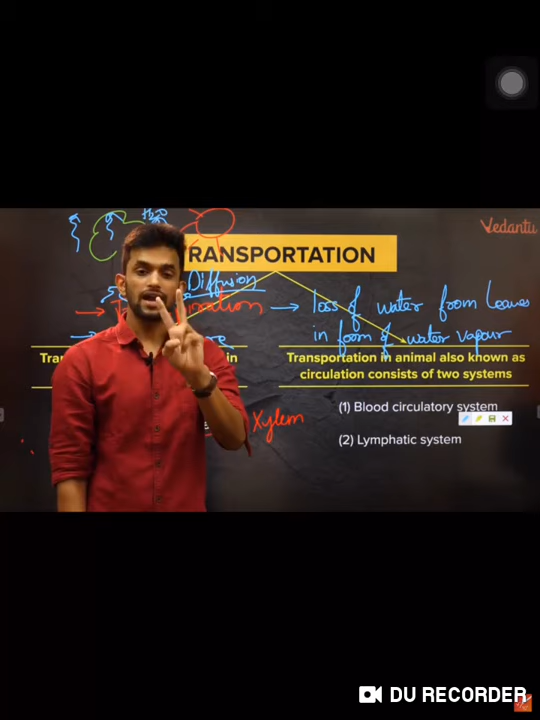 H₂O
Vedantu
TRANSPORTATION
Diffusion
→ loss of water from leaves
→ in form of water vapour
Transportation in animal also known as
circulation consists of two systems
Xylem
(1) Blood circulatory system
(2) Lymphatic system
DU RECORDER